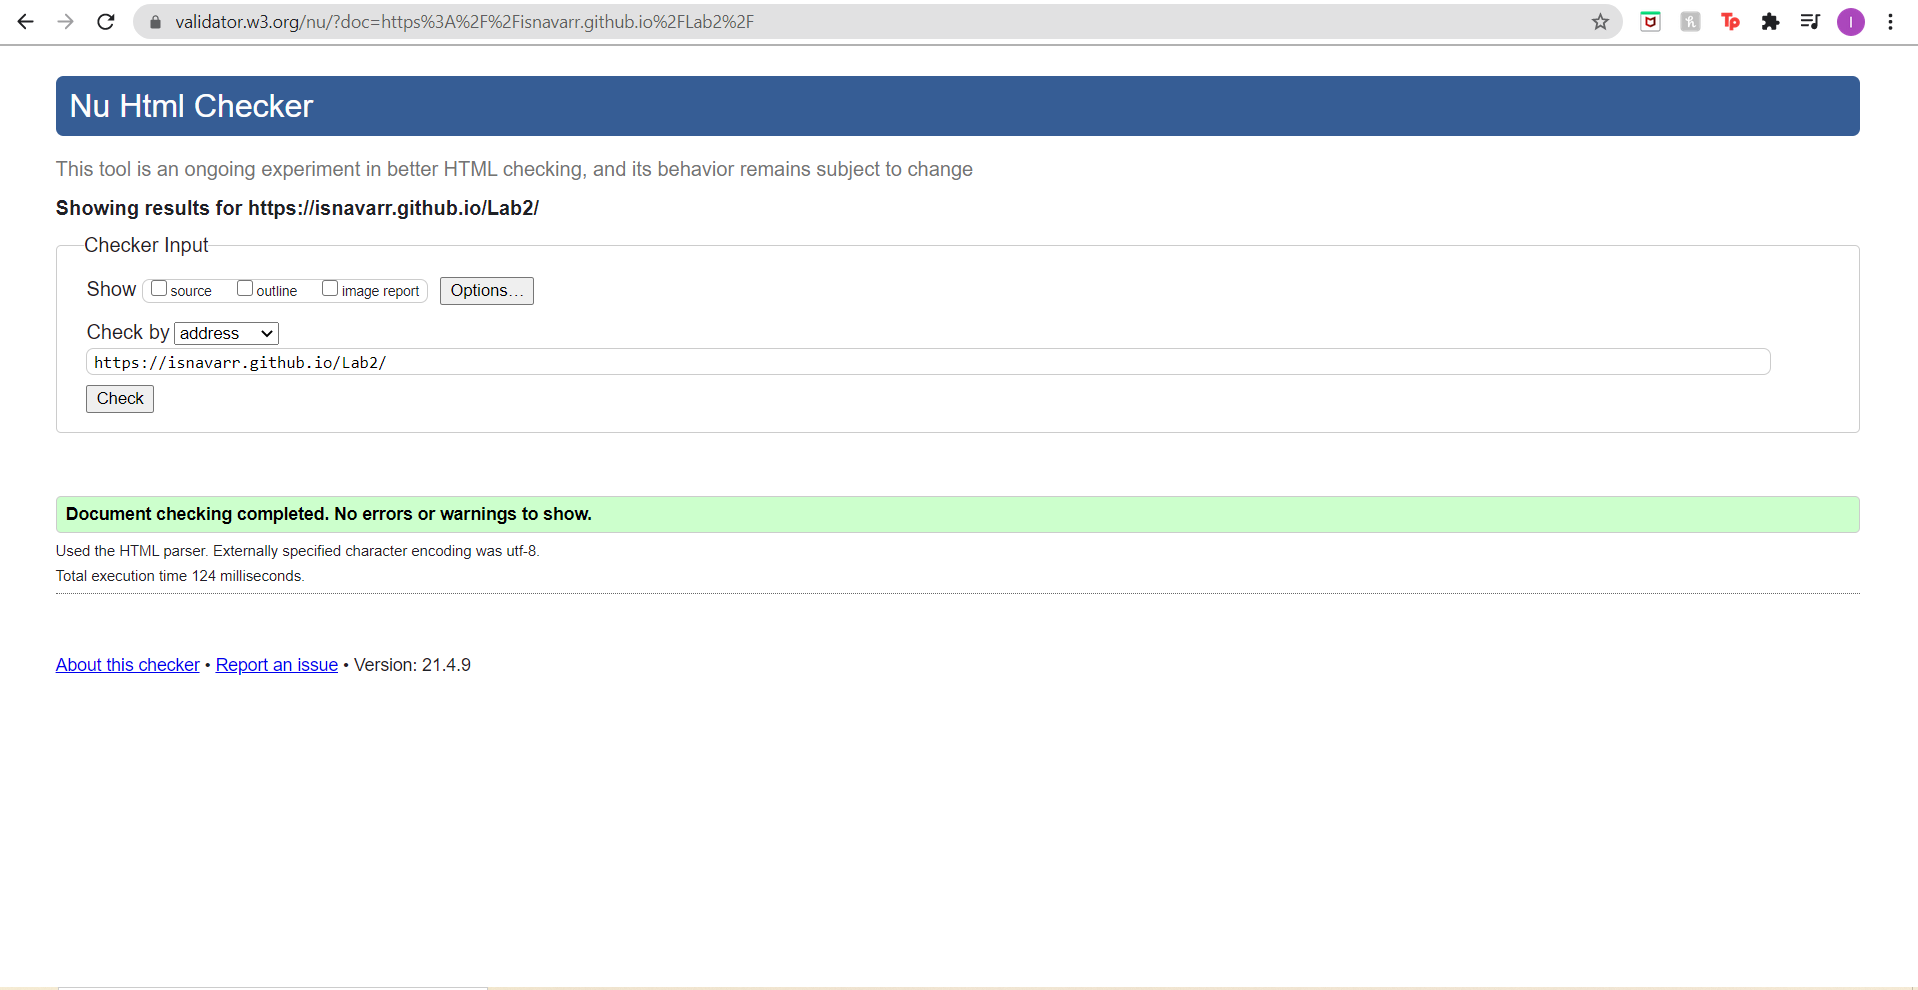 validator.w3.org/nu/?doc=https%3A%2F%2Fisnavarr.github.io%2FLab2%2F
Tp
I
Nu Html Checker
This tool is an ongoing experiment in better HTML checking, and its behavior remains subject to change
Showing results for https://isnavarr.github.io/Lab2/
Checker Input
Show source outline image report Options...
Check by address
https://isnavarr.github.io/Lab2/
Check
Document checking completed. No errors or warnings to show.
Used the HTML parser. Externally specified character encoding was utf-8.
Total execution time 124 milliseconds.
About this checker • Report an issue • Version: 21.4.9